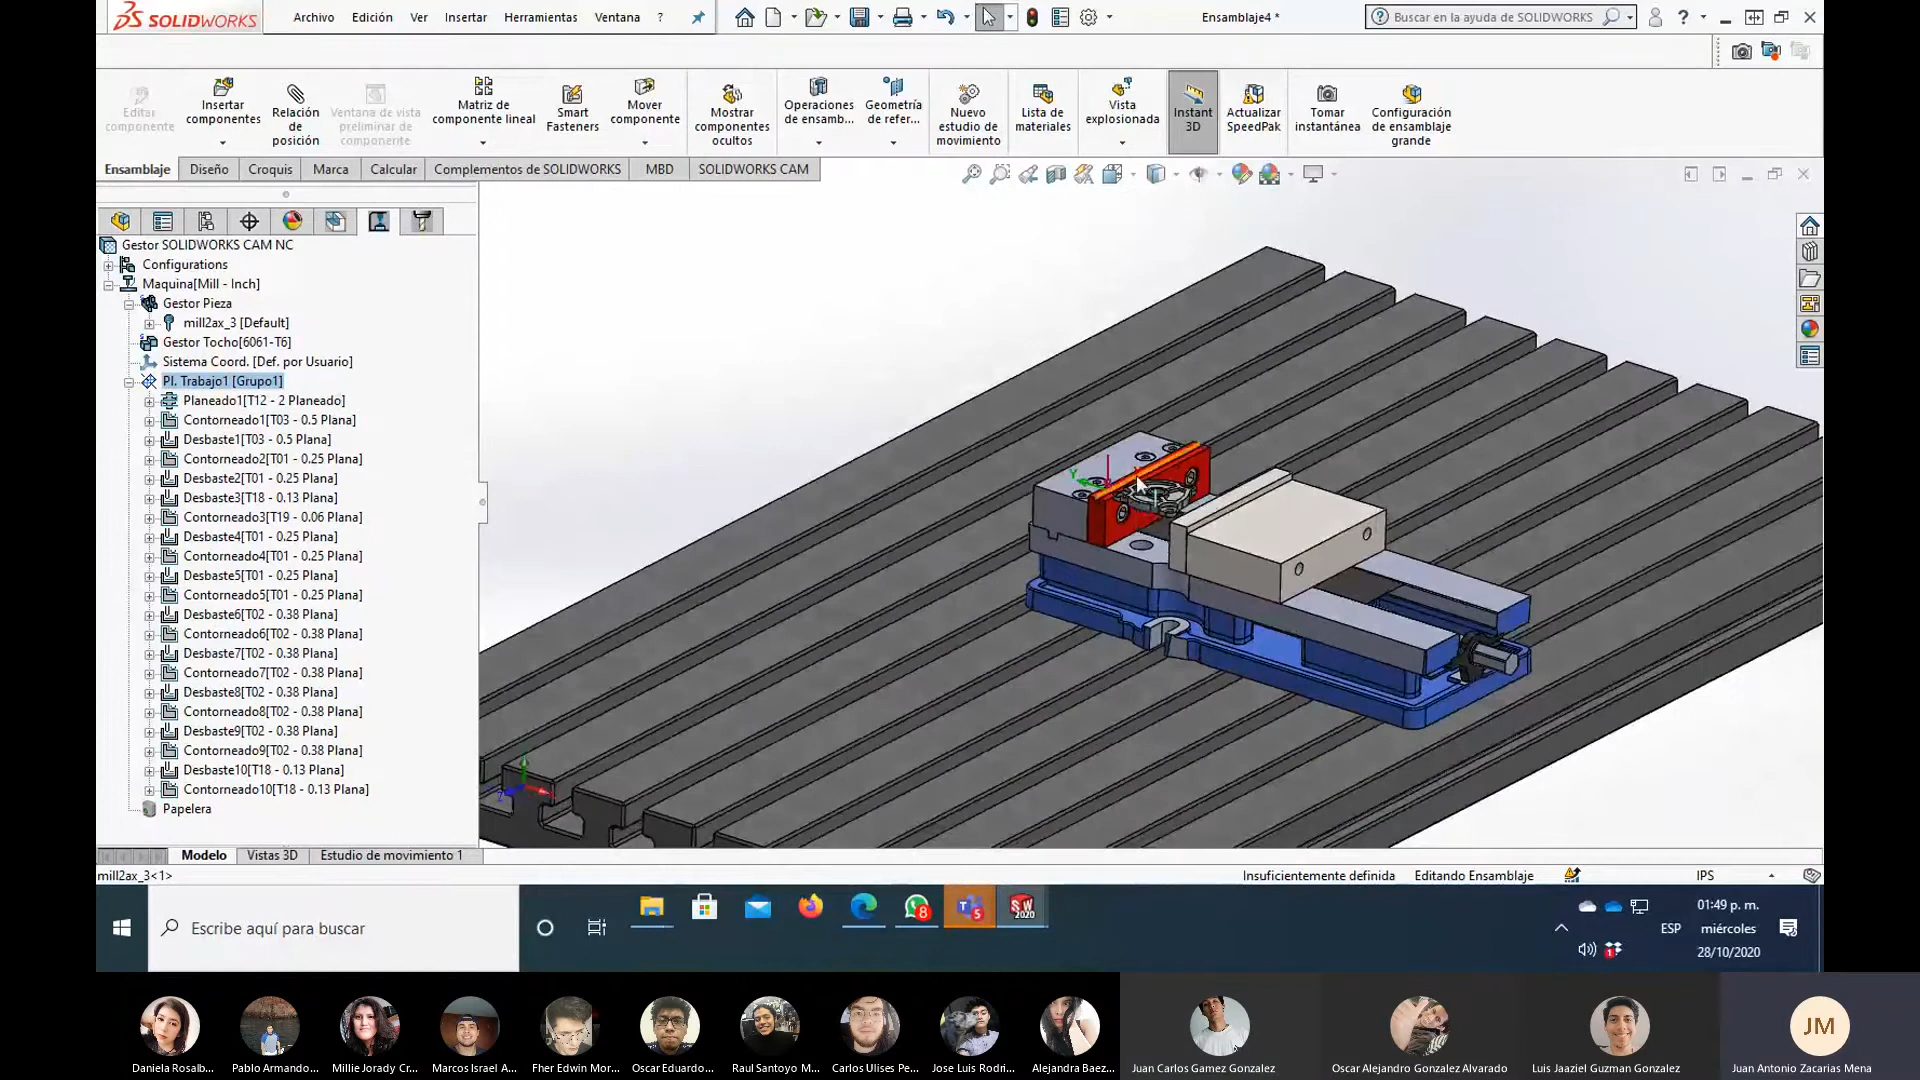 SOLIDWORKS
Archivo Edición Ver Insertar Herramientas Ventana ?
Ensamblaje4 *
Buscar en la ayuda de SOLIDWORKS
?
Editar componente
Insertar componentes
Relación de posición
Ventana de vista preliminar de componente
Matriz de componente lineal
Smart Fasteners
Mover componente
Mostrar componentes ocultos
Operaciones de ensamb...
Geometría de refer...
Nuevo estudio de movimiento
Lista de materiales
Vista explosionada
Instant 3D
Actualizar SpeedPak
Tomar instantánea
Configuración de ensamblaje grande
Ensamblaje Diseño Croquis Marca Calcular Complementos de SOLIDWORKS MBD SOLIDWORKS CAM
Gestor SOLIDWORKS CAM NC
Configurations
Maquina[Mill - Inch]
Gestor Pieza
mill2ax_3 [Default]
Gestor Tocho[6061-T6]
Sistema Coord. [Def. por Usuario]
Pl. Trabajo1 [Grupo1]
Planeado1[T12 - 2 Planeado]
Contorneado1[T03 - 0.5 Plana]
Desbaste1[T03 - 0.5 Plana]
Contorneado2[T01 - 0.25 Plana]
Desbaste2[T01 - 0.25 Plana]
Desbaste3[T18 - 0.13 Plana]
Contorneado3[T19 - 0.06 Plana]
Desbaste4[T01 - 0.25 Plana]
Contorneado4[T01 - 0.25 Plana]
Desbaste5[T01 - 0.25 Plana]
Contorneado5[T01 - 0.25 Plana]
Desbaste6[T02 - 0.38 Plana]
Contorneado6[T02 - 0.38 Plana]
Desbaste7[T02 - 0.38 Plana]
Contorneado7[T02 - 0.38 Plana]
Desbaste8[T02 - 0.38 Plana]
Contorneado8[T02 - 0.38 Plana]
Desbaste9[T02 - 0.38 Plana]
Contorneado9[T02 - 0.38 Plana]
Desbaste10[T18 - 0.13 Plana]
Contorneado10[T18 - 0.13 Plana]
Papelera
Y
Z
Modelo Vistas 3D Estudio de movimiento 1
mill2ax_3<1>
Insuficientemente definida Editando Ensamblaje IPS
Escribe aquí para buscar
8
5
SW 2020
1
ESP
01:49 p. m.
miércoles
28/10/2020
JM
Daniela Rosalb... Pablo Armando... Millie Jorady Cr... Marcos Israel A... Fher Edwin Mor... Oscar Eduardo... Raul Santoyo M... Carlos Ulises Pe... Jose Luis Rodri... Alejandra Baez... Juan Carlos Gamez Gonzalez Oscar Alejandro Gonzalez Alvarado Luis Jaaziel Guzman Gonzalez Juan Antonio Zacarias Mena